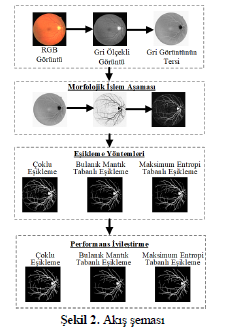 RGB
Görüntü
Gri Ölçekli
Görüntü
Gri Görüntünün
Tersi
Morfolojik İşlem Aşaması
Eşikleme Yöntemleri
Çoklu
Eşikleme
Bulanık Mantık
Tabanlı Eşikleme
Maksimum Entropi
Tabanlı Eşikleme
Performans İyileştirme
Çoklu
Eşikleme
Bulanık Mantık
Tabanlı Eşikleme
Maksimum Entropi
Tabanlı Eşikleme
Şekil 2. Akış şeması